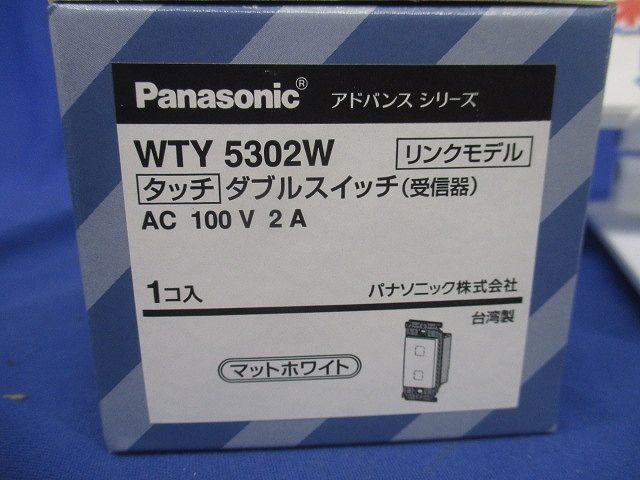 Panasonic® アドバンス シリーズ
WTY 5302W リンクモデル
タッチ ダブルスイッチ(受信器)
AC 100 V 2 A
1コ入 パナソニック株式会社
台湾製
マットホワイト